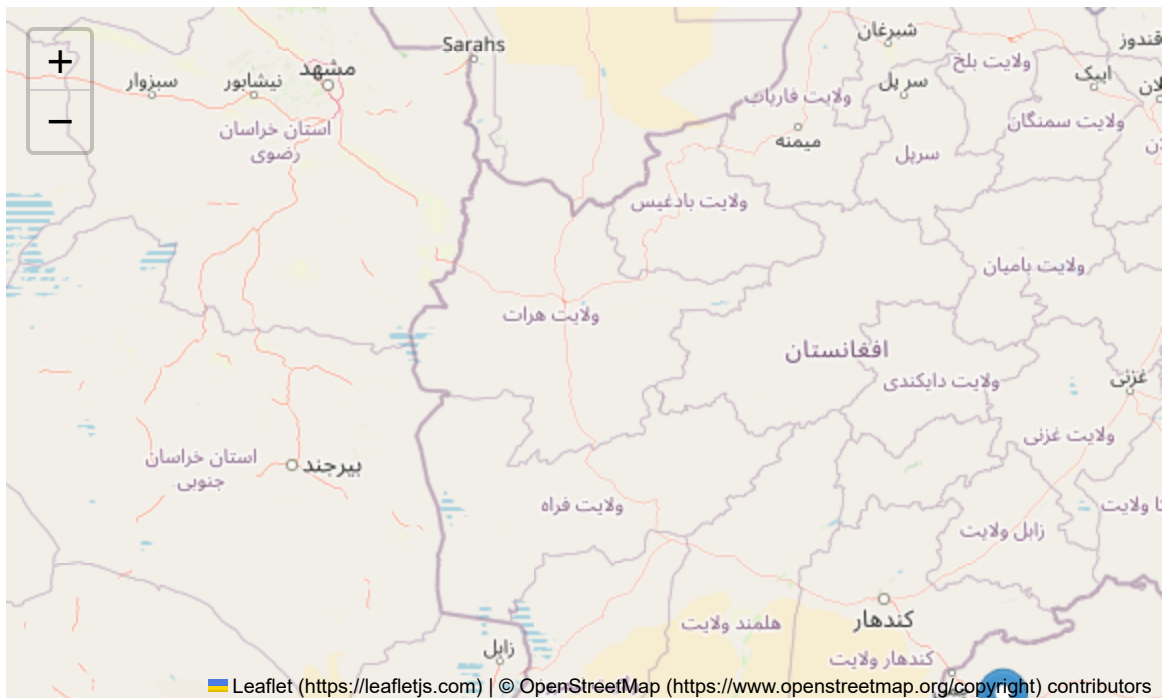 +
−
Sarahs
شبرغان
قندوز
ولایت بلخ
مشهد
نیشابور
سبزوار
ایبک
سر پل
لان
ولایت فاریاب
استان خراسان
رضوی
ولایت سمنگان
میمنه
سرپل
ولایت بادغیس
ولایت بامیان
ولایت هرات
افغانستان
ولایت دایکندی
غزنی
ولایت غزنی
استان خراسان
جنوبی
بیرجند
ولایت فراه
زابل ولایت
کندهار
هلمند ولایت
زابل
کندهار ولایت
Leaflet (https://leafletjs.com) | © OpenStreetMap (https://www.openstreetmap.org/copyright) contributors